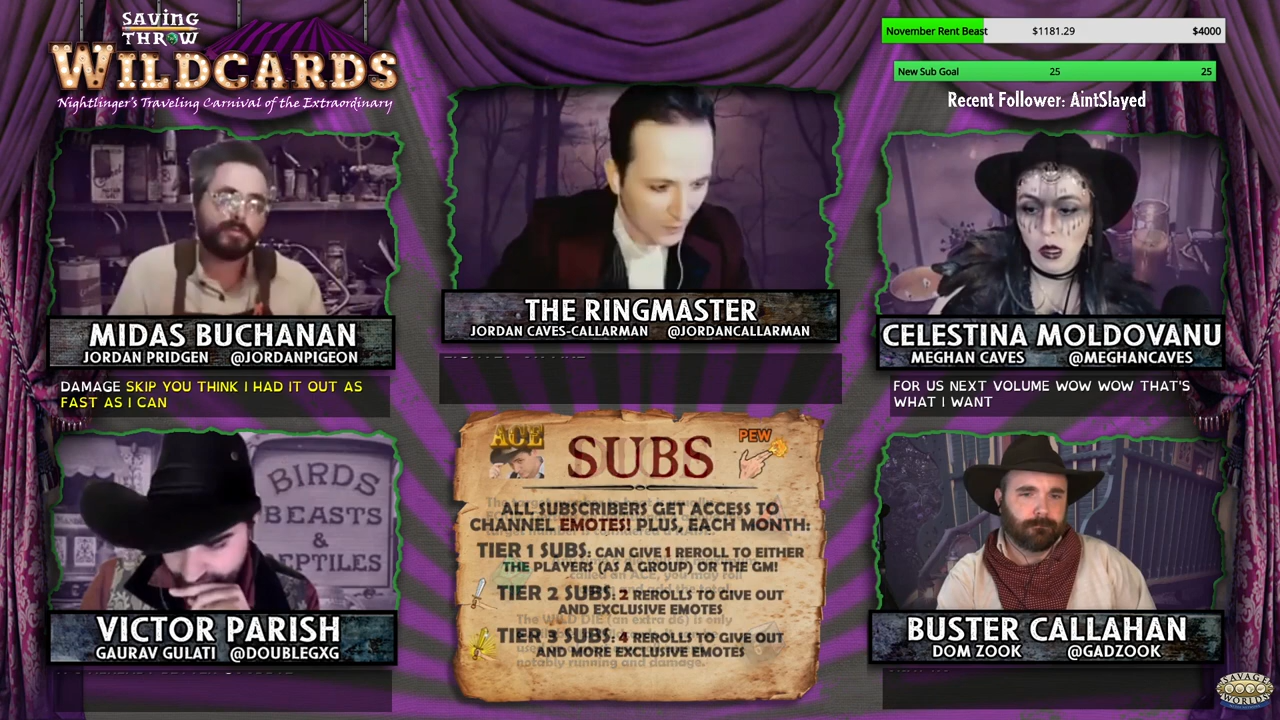 SAVING
THROW
WILDCARDS
Nightlinger's Traveling Carnival of the Extraordinary
November Rent Beast $1181.29 $4000
New Sub Goal 25 25
Recent Follower: AintSlayed
MIDAS BUCHANAN
JORDAN PRIDGEN @JORDANPIGEON
DAMAGE SKIP YOU THINK I HAD IT OUT AS
FAST AS I CAN
THE RINGMASTER
JORDAN CAVES-CALLARMAN @JORDANCALLARMAN
CELESTINA MOLDOVANU
MEGHAN CAVES @MEGHANCAVES
FOR US NEXT VOLUME WOW WOW THAT'S
WHAT I WANT
BIRDS
BEASTS
&
REPTILES
VICTOR PARISH
GAURAV GULATI @DOUBLEGXG
ACE
PEW
SUBS
ALL SUBSCRIBERS GET ACCESS TO
CHANNEL EMOTES! PLUS, EACH MONTH:
TIER 1 SUBS: CAN GIVE 1 REROLL TO EITHER
THE PLAYERS (AS A GROUP) OR THE GM!
TIER 2 SUBS: 2 REROLLS TO GIVE OUT
AND EXCLUSIVE EMOTES
TIER 3 SUBS: 4 REROLLS TO GIVE OUT
AND MORE EXCLUSIVE EMOTES
notably running and damage.
BUSTER CALLAHAN
DOM ZOOK @GADZOOK
SAVAGE
WORLDS